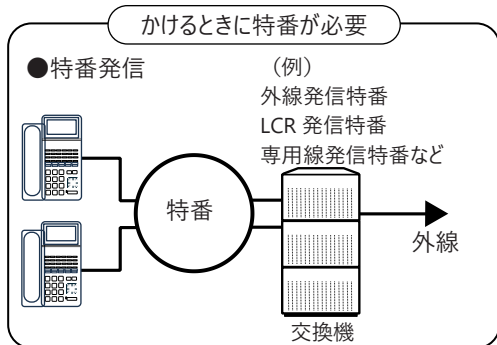 かけるときに特番が必要
●特番発信
（例）
外線発信特番
LCR 発信特番
専用線発信特番など
特番
外線
交換機